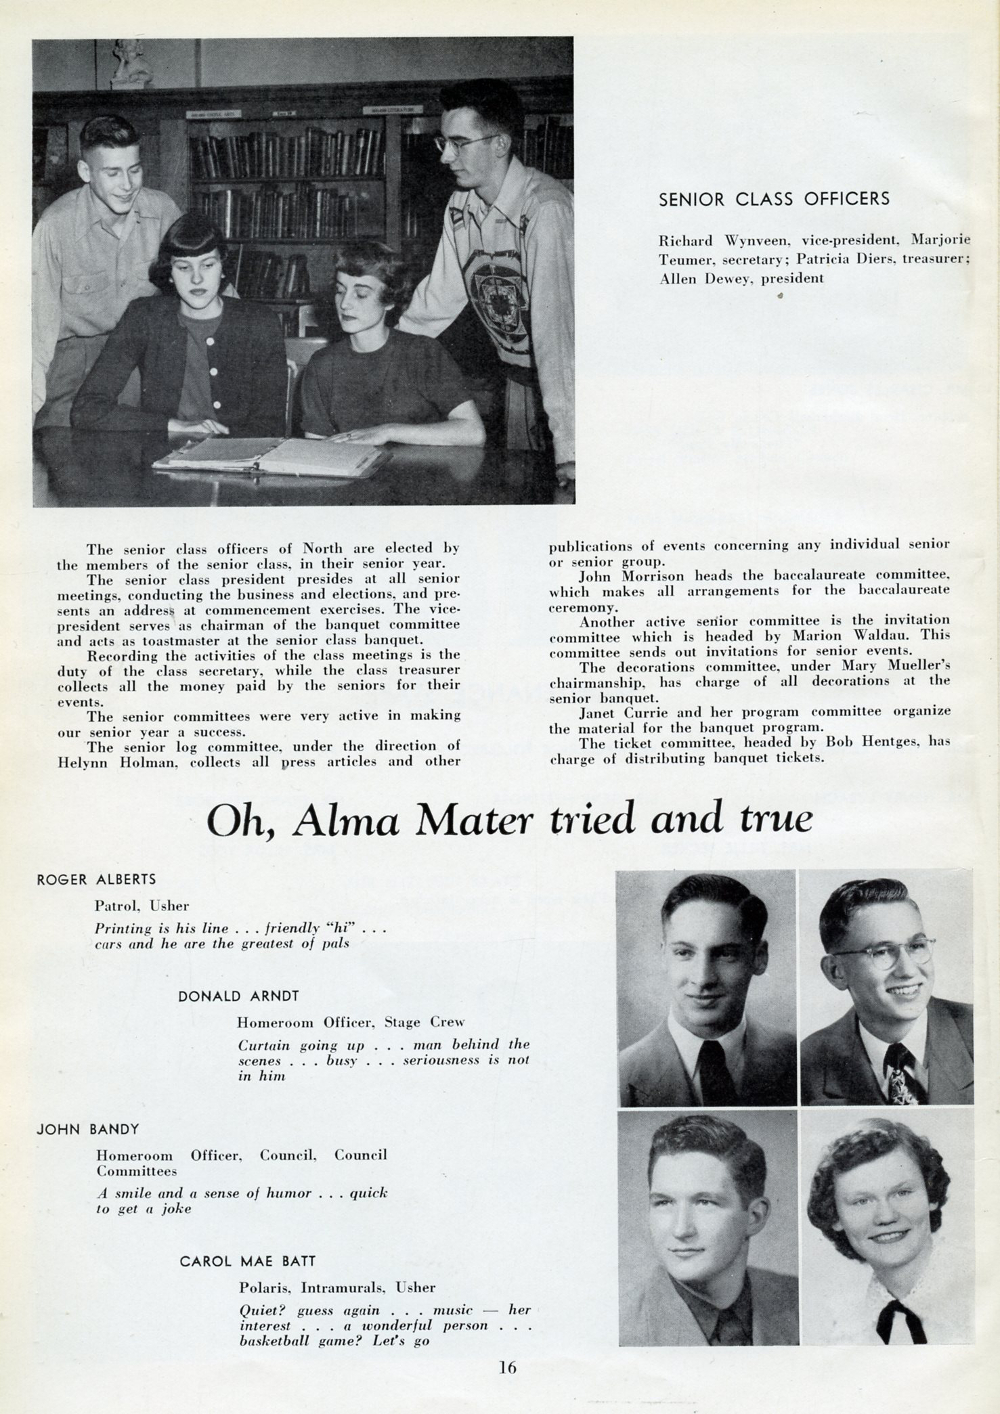 SENIOR CLASS OFFICERS
Richard Wynveen, vice-president, Marjorie
Teumer, secretary; Patricia Diers, treasurer;
Allen Dewey, president
The senior class officers of North are elected by
the members of the senior class, in their senior year.
The senior class president presides at all senior
meetings, conducting the business and elections, and pre-
sents an address at commencement exercises. The vice-
president serves as chairman of the banquet committee
and acts as toastmaster at the senior class banquet.
Recording the activities of the class meetings is the
duty of the class secretary, while the class treasurer
collects all the money paid by the seniors for their
events.
The senior committees were very active in making
our senior year a success.
The senior log committee, under the direction of
Helynn Holman, collects all press articles and other
publications of events concerning any individual senior
or senior group.
John Morrison heads the baccalaureate committee,
which makes all arrangements for the baccalaureate
ceremony.
Another active senior committee is the invitation
committee which is headed by Marion Waldau. This
committee sends out invitations for senior events.
The decorations committee, under Mary Mueller's
chairmanship, has charge of all decorations at the
senior banquet.
Janet Currie and her program committee organize
the material for the banquet program.
The ticket committee, headed by Bob Hentges, has
charge of distributing banquet tickets.
Oh, Alma Mater tried and true
ROGER ALBERTS
Patrol, Usher
Printing is his line . . . friendly "hi" . . .
cars and he are the greatest of pals
DONALD ARNDT
Homeroom Officer, Stage Crew
Curtain going up . . . man behind the
scenes . . . busy . . . seriousness is not
in him
JOHN BANDY
Homeroom Officer, Council, Council
Committees
A smile and a sense of humor . . . quick
to get a joke
CAROL MAE BATT
Polaris, Intramurals, Usher
Quiet? guess again . . . music — her
interest . . . a wonderful person . . .
basketball game? Let's go
16